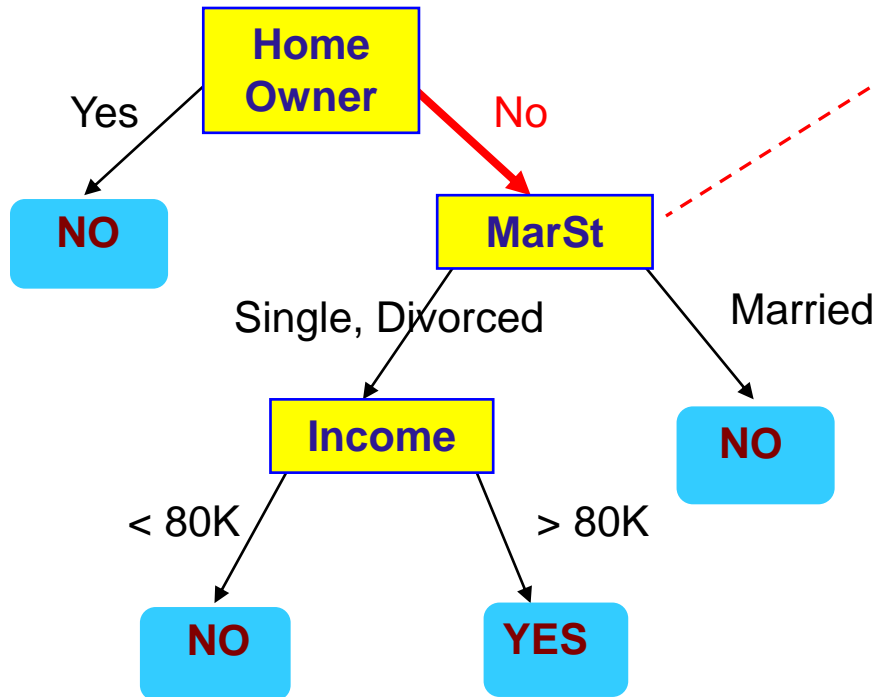 Home
Owner
Yes
No
NO
MarSt
Single, Divorced
Married
Income
NO
< 80K
> 80K
NO
YES